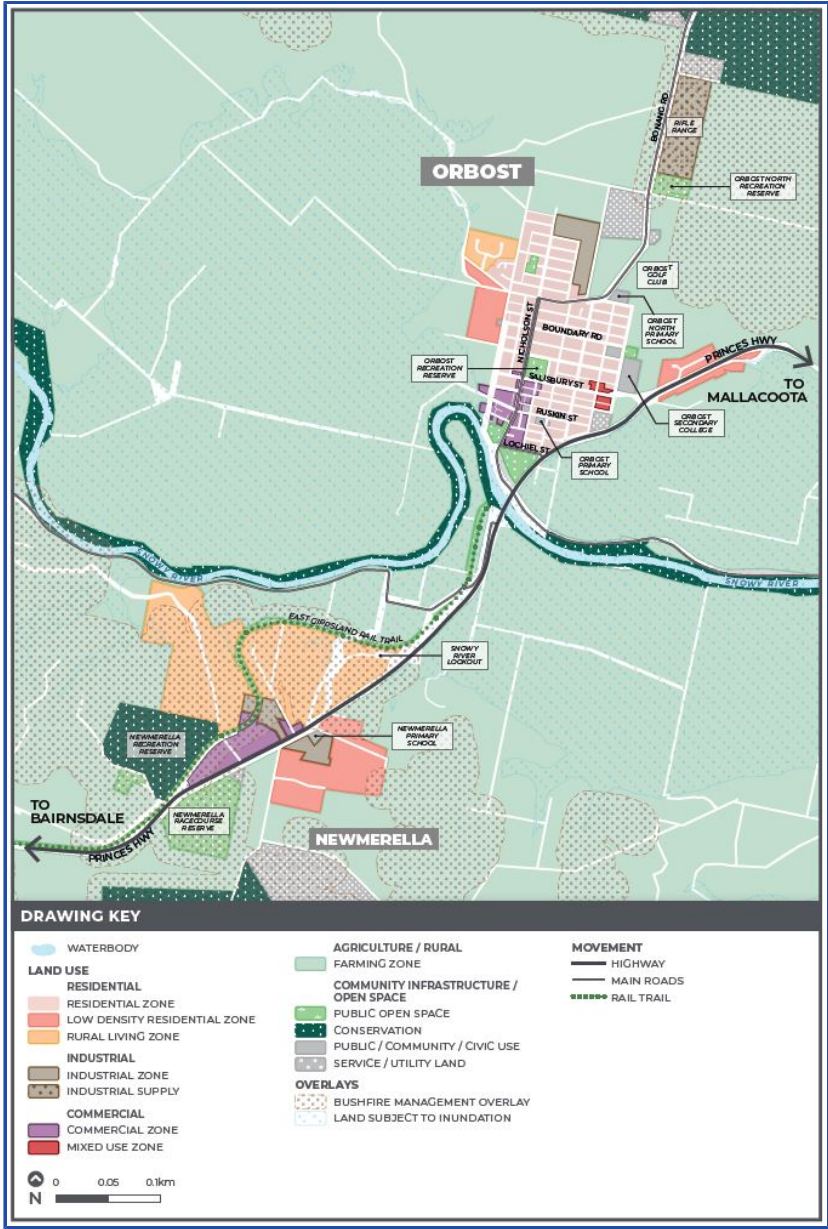 ORBOST
BONANG RD
RIFLE
RANGE
ORBOST NORTH
RECREATION
RESERVE
ORBOST
GOLF
CLUB
ORBOST
NORTH
PRIMARY
SCHOOL
NICHOLSON ST
BOUNDARY RD
ORBOST
RECREATION
RESERVE
SALISBURY ST
RUSKIN ST
LOCHIEL ST
PRINCES HWY
TO
MALLACOOTA
ORBOST
SECONDARY
COLLEGE
ORBOST
PRIMARY
SCHOOL
SNOWY RIVER
SNOWY RIVER
EAST GIPPSLAND RAIL TRAIL
SNOWY
RIVER
LOOKOUT
NEWMERELLA
RECREATION
RESERVE
NEWMERELLA
PRIMARY
SCHOOL
TO
BAIRNSDALE
NEWMERELLA
RACECOURSE
RESERVE
PRINCES HWY
NEWMERELLA
DRAWING KEY
WATERBODY
LAND USE
RESIDENTIAL
RESIDENTIAL ZONE
LOW DENSITY RESIDENTIAL ZONE
RURAL LIVING ZONE
INDUSTRIAL
INDUSTRIAL ZONE
INDUSTRIAL SUPPLY
COMMERCIAL
COMMERCIAL ZONE
MIXED USE ZONE
AGRICULTURE / RURAL
FARMING ZONE
COMMUNITY INFRASTRUCTURE /
OPEN SPACE
PUBLIC OPEN SPACE
CONSERVATION
PUBLIC / COMMUNITY / CIVIC USE
SERVICE / UTILITY LAND
OVERLAYS
BUSHFIRE MANAGEMENT OVERLAY
LAND SUBJECT TO INUNDATION
MOVEMENT
HIGHWAY
MAIN ROADS
RAIL TRAIL
N
0 0.05 0.1km